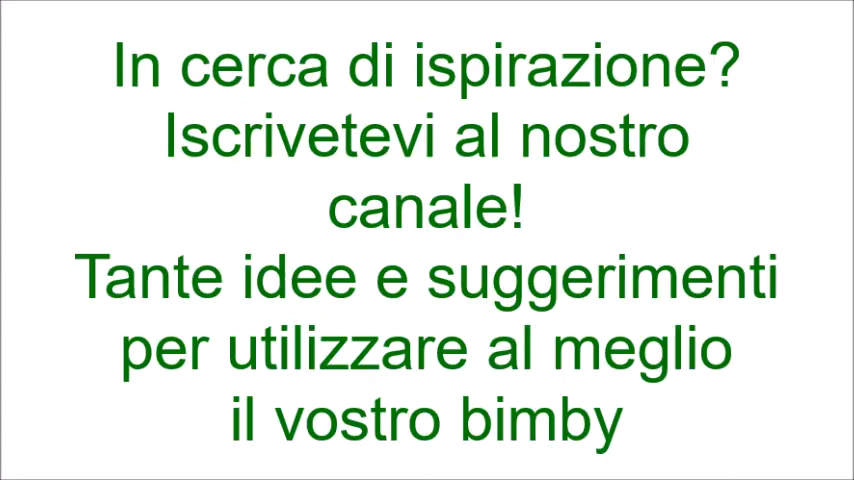 In cerca di ispirazione?
Iscrivetevi al nostro
canale!
Tante idee e suggerimenti
per utilizzare al meglio
il vostro bimby